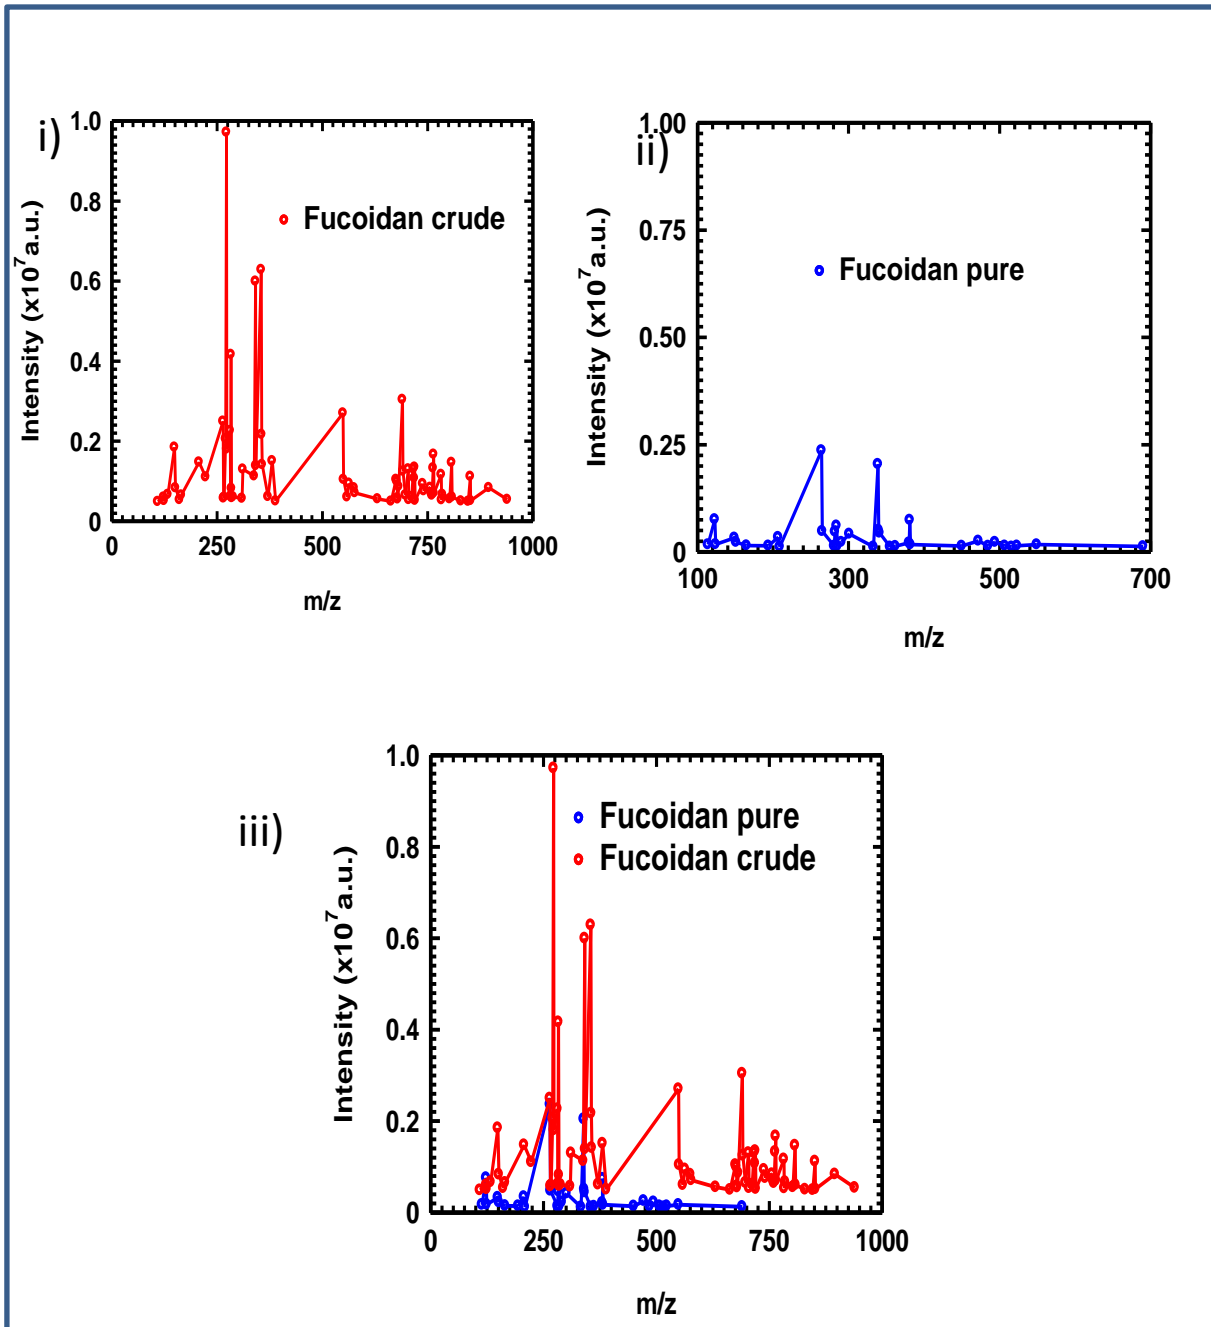 i)
1.0
0.8
0.6
0.4
0.2
0
Intensity (x10⁷a.u.)
Fucoidan crude
0 250 500 750 1000
m/z
ii)
1.00
0.75
0.50
0.25
0
Intensity (x10⁷a.u.)
Fucoidan pure
100 300 500 700
m/z
iii)
1.0
0.8
0.6
0.4
0.2
0
Intensity (x10⁷a.u.)
Fucoidan pure
Fucoidan crude
0 250 500 750 1000
m/z